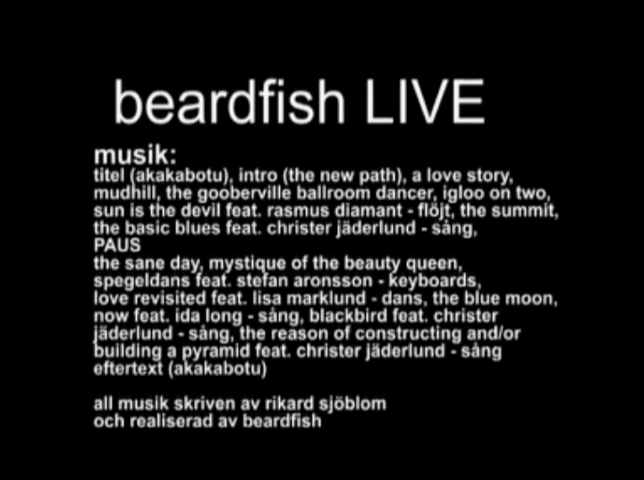 beardfish LIVE
musik:
titel (akakabotu), intro (the new path), a love story,
mudhill, the gooberville ballroom dancer, igloo on two,
sun is the devil feat. rasmus diamant - flöjt, the summit,
the basic blues feat. christer jäderlund - sång,
PAUS
the sane day, mystique of the beauty queen,
spegeldans feat. stefan aronsson - keyboards,
love revisited feat. lisa marklund - dans, the blue moon,
now feat. ida long - sång, blackbird feat. christer
jäderlund - sång, the reason of constructing and/or
building a pyramid feat. christer jäderlund - sång
eftertext (akakabotu)
all musik skriven av rikard sjöblom
och realiserad av beardfish